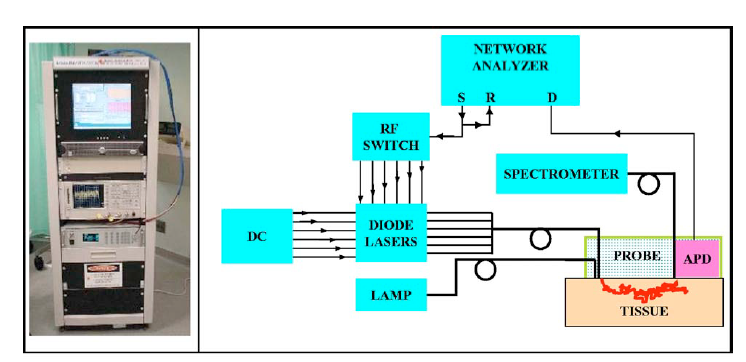 NETWORK
ANALYZER
S R D
RF
SWITCH
SPECTROMETER
DC
DIODE
LASERS
PROBE
APD
LAMP
TISSUE